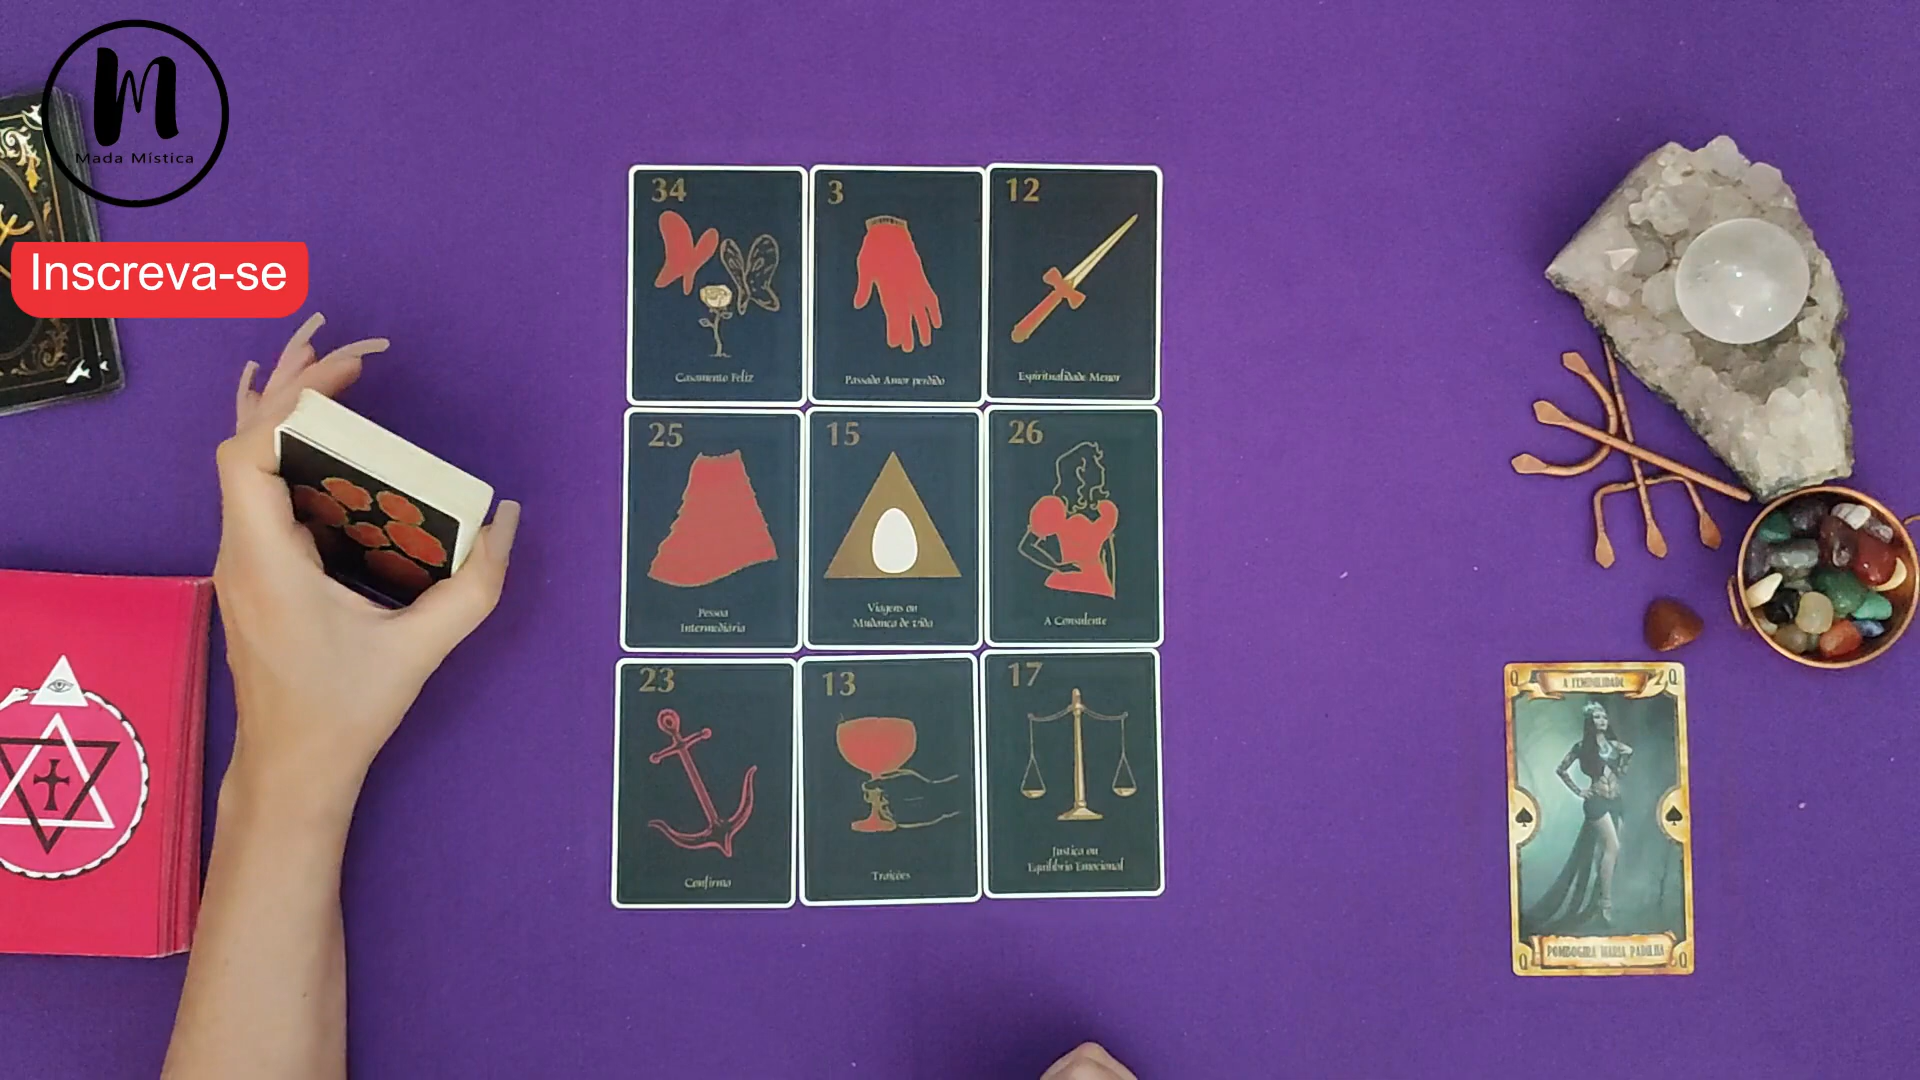 M
Mada Mística
Inscreva-se
34
Casamento Feliz
3
Passado Amor perdido
12
Espiritualidade Menor
25
Pessoa
Intermediária
15
Viagens ou
Mudança de vida
26
A Consulente
23
Confirma
13
Traições
17
Justiça ou
Equilíbrio Emocional
Q
A FEMINILIDADE
Q
POMBOGIRA MARIA PADILHA
Q
Q